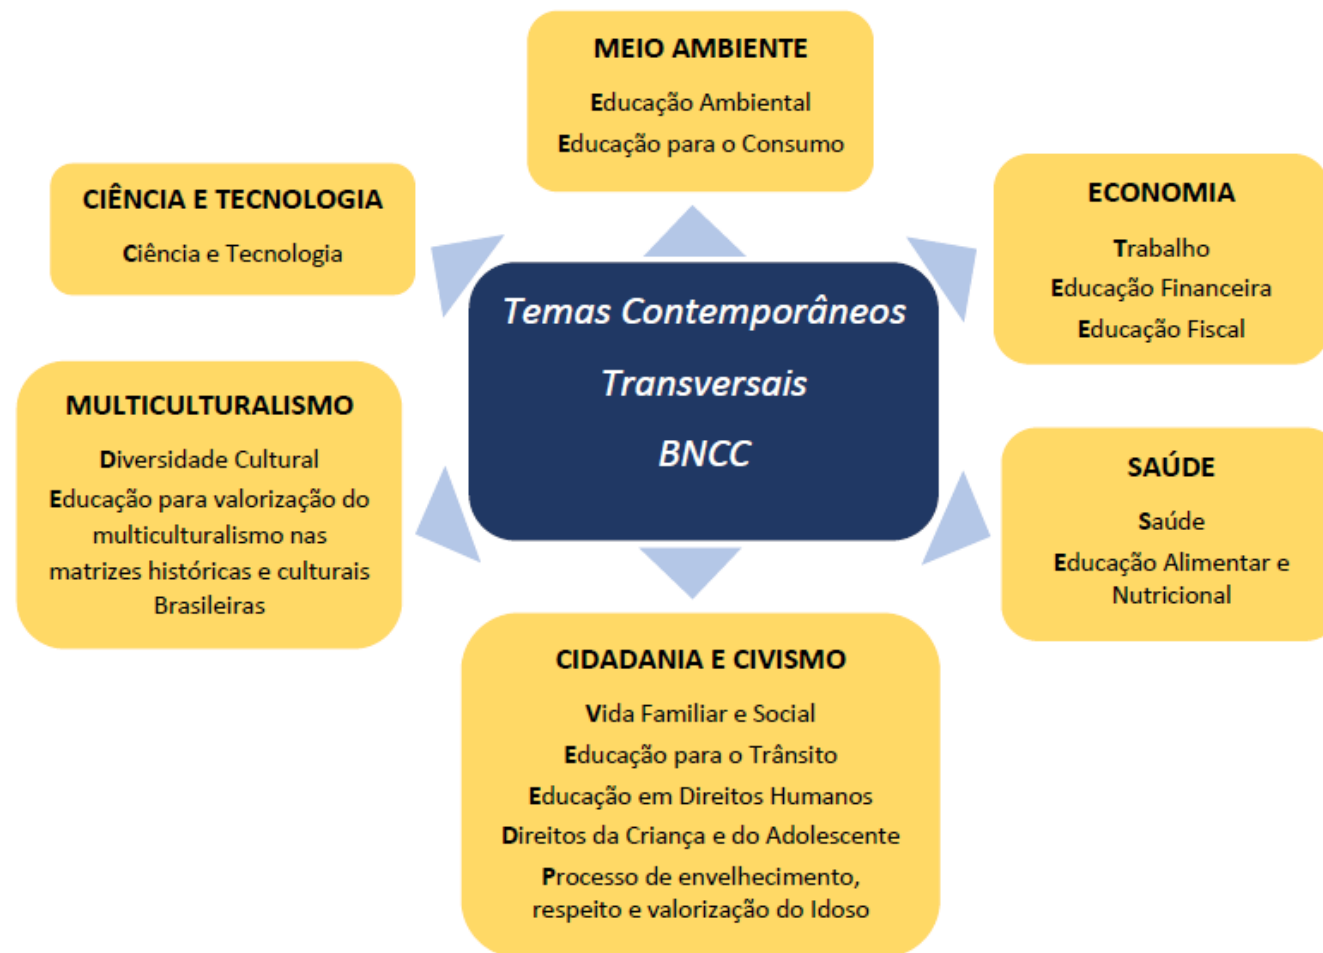 MEIO AMBIENTE
Educação Ambiental
Educação para o Consumo
CIÊNCIA E TECNOLOGIA
Ciência e Tecnologia
ECONOMIA
Trabalho
Educação Financeira
Educação Fiscal
Temas Contemporâneos
Transversais
BNCC
MULTICULTURALISMO
Diversidade Cultural
Educação para valorização do
multiculturalismo nas
matrizes históricas e culturais
Brasileiras
SAÚDE
Saúde
Educação Alimentar e
Nutricional
CIDADANIA E CIVISMO
Vida Familiar e Social
Educação para o Trânsito
Educação em Direitos Humanos
Direitos da Criança e do Adolescente
Processo de envelhecimento,
respeito e valorização do Idoso